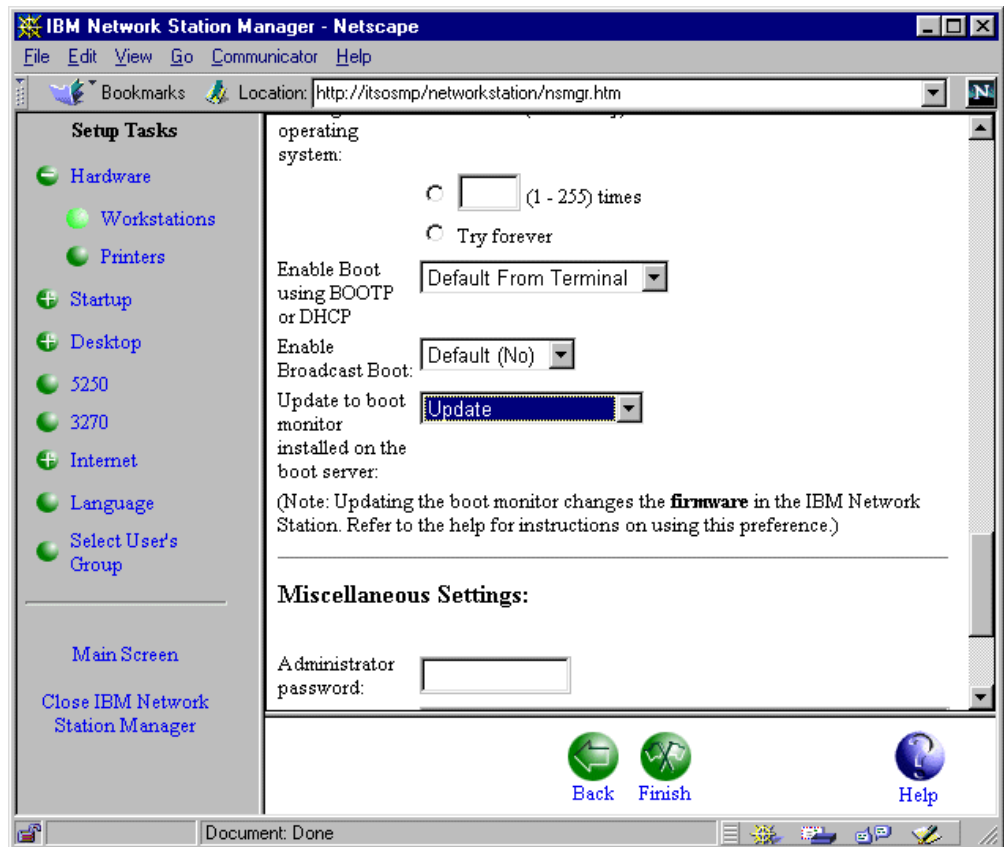 IBM Network Station Manager - Netscape
File Edit View Go Communicator Help
Bookmarks Location: http://itsosmp/networkstation/nsmgr.htm N
Setup Tasks
Hardware
Workstations
Printers
Startup
Desktop
5250
3270
Internet
Language
Select User's
Group
Main Screen
Close IBM Network
Station Manager
operating
system:
(1 - 255) times
Try forever
Enable Boot
using BOOTP
or DHCP
Default From Terminal
Enable
Broadcast Boot:
Default (No)
Update to boot
monitor
installed on the
boot server:
Update
(Note: Updating the boot monitor changes the firmware in the IBM Network
Station. Refer to the help for instructions on using this preference.)
Miscellaneous Settings:
Administrator
password:
Back Finish Help
Document: Done